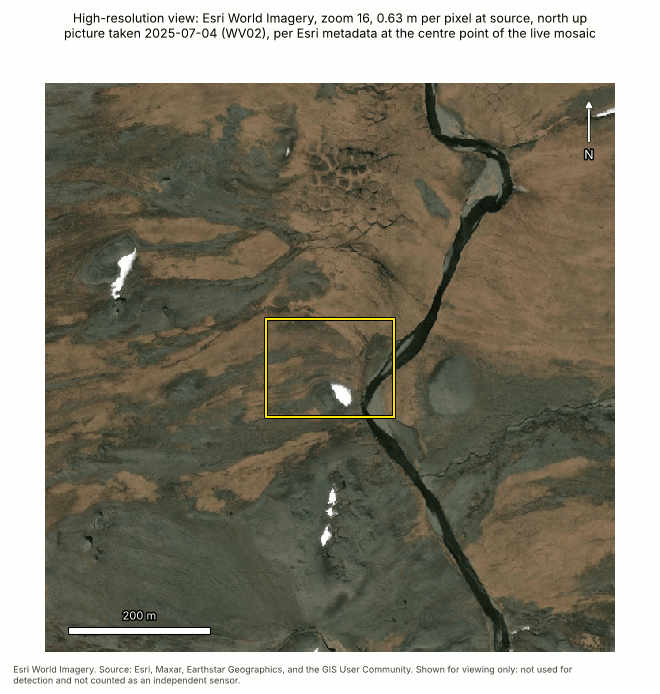 High-resolution view: Esri World Imagery, zoom 16, 0.63 m per pixel at source, north up
picture taken 2025-07-04 (WV02), per Esri metadata at the centre point of the live mosaic
N
200 m
Esri World Imagery. Source: Esri, Maxar, Earthstar Geographics, and the GIS User Community. Shown for viewing only: not used for
detection and not counted as an independent sensor.